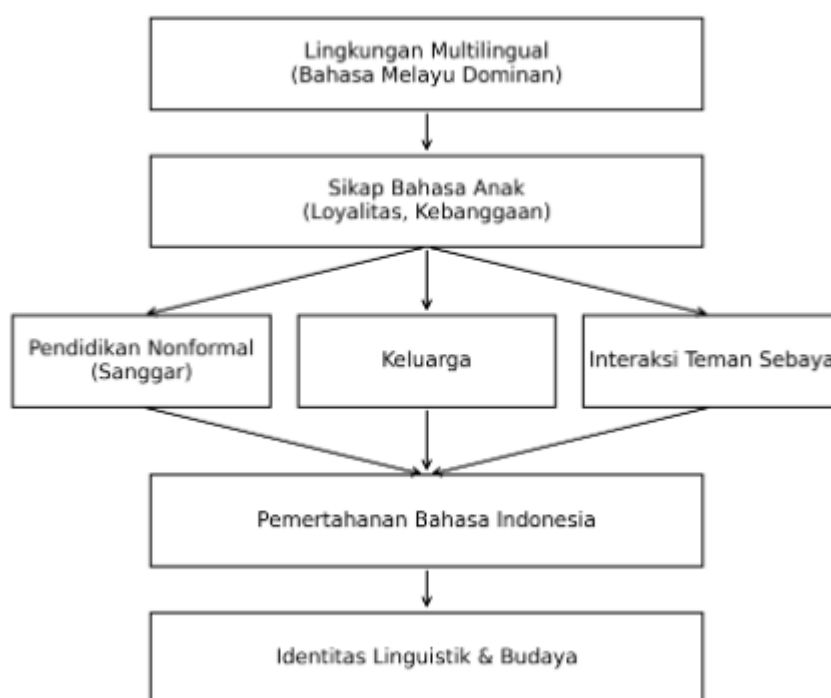 Lingkungan Multilingual
(Bahasa Melayu Dominan)
Sikap Bahasa Anak
(Loyalitas, Kebanggaan)
Pendidikan Nonformal
(Sanggar)
Keluarga
Interaksi Teman Sebaya
Pemertahanan Bahasa Indonesia
Identitas Linguistik & Budaya